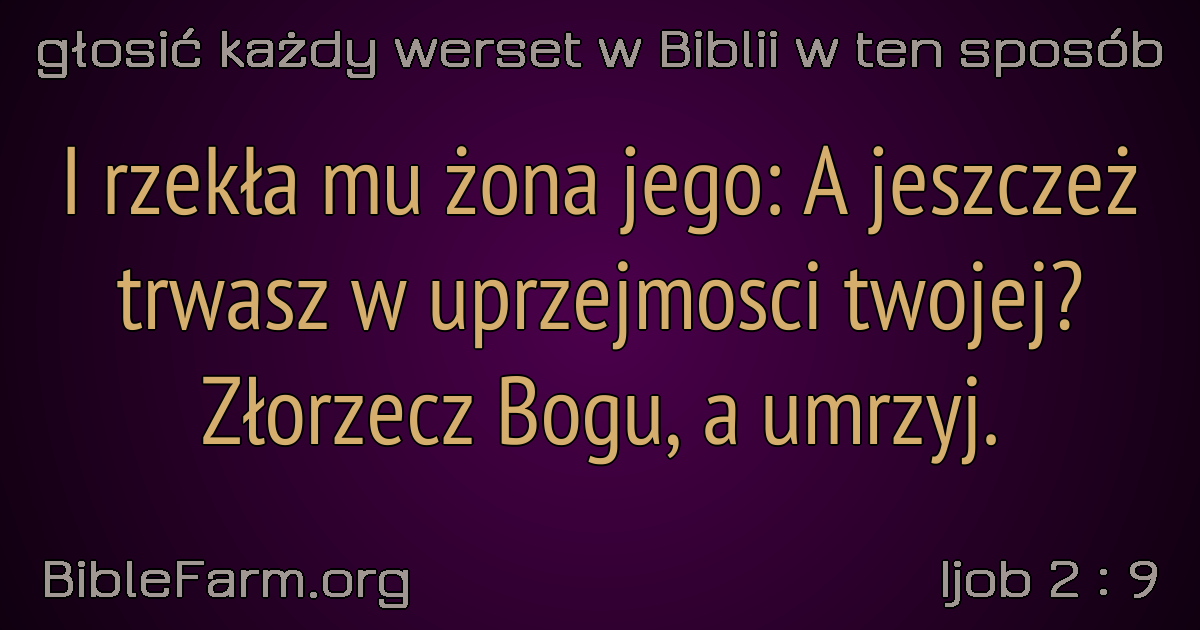 głosić każdy werset w Biblii w ten sposób
I rzekła mu żona jego: A jeszczeż
trwasz w uprzejmosci twojej?
Złorzecz Bogu, a umrzyj.
BibleFarm.org
Ijob 2 : 9